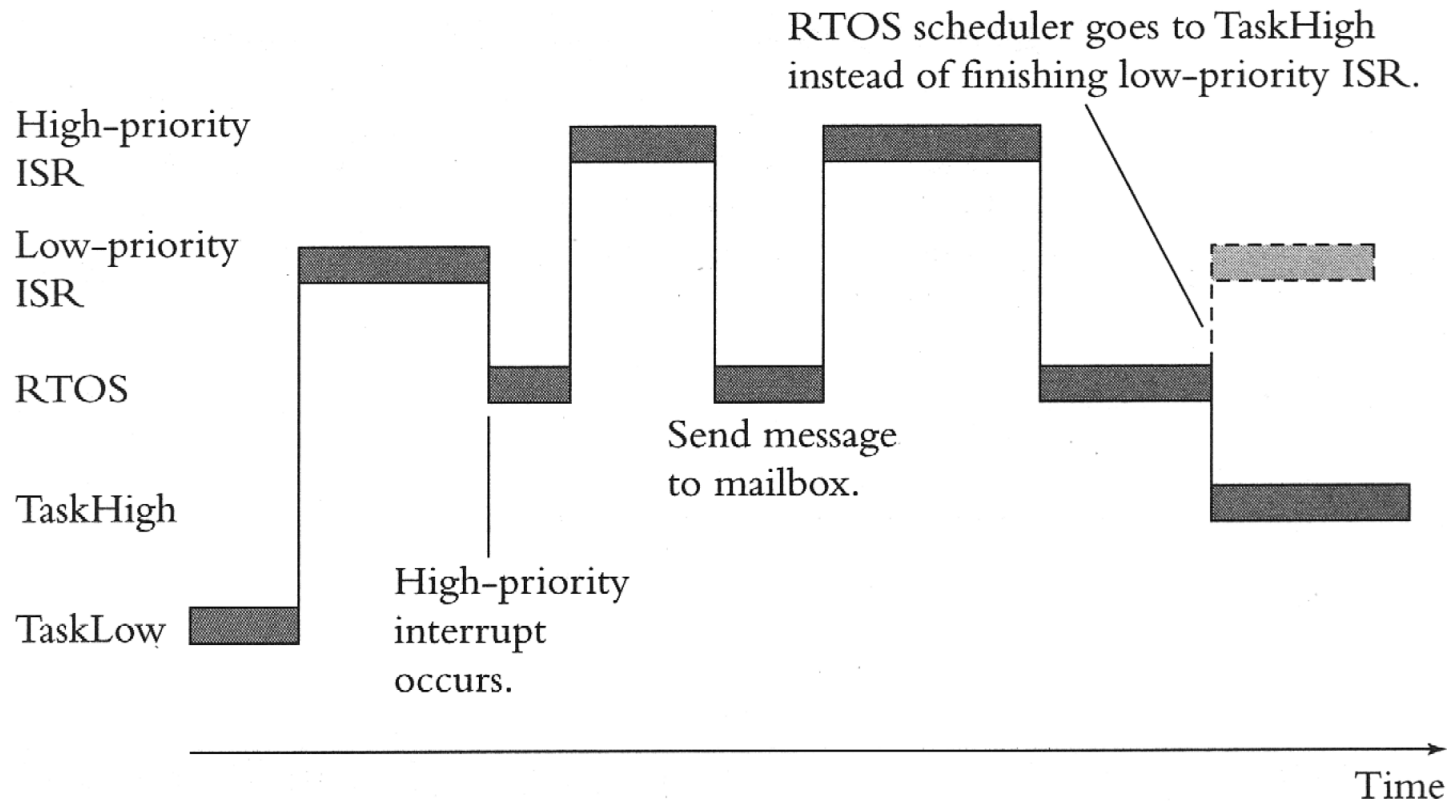 RTOS scheduler goes to TaskHigh
instead of finishing low-priority ISR.
High-priority
ISR
Low-priority
ISR
RTOS
Send message
to mailbox.
TaskHigh
High-priority
interrupt
occurs.
TaskLow
Time